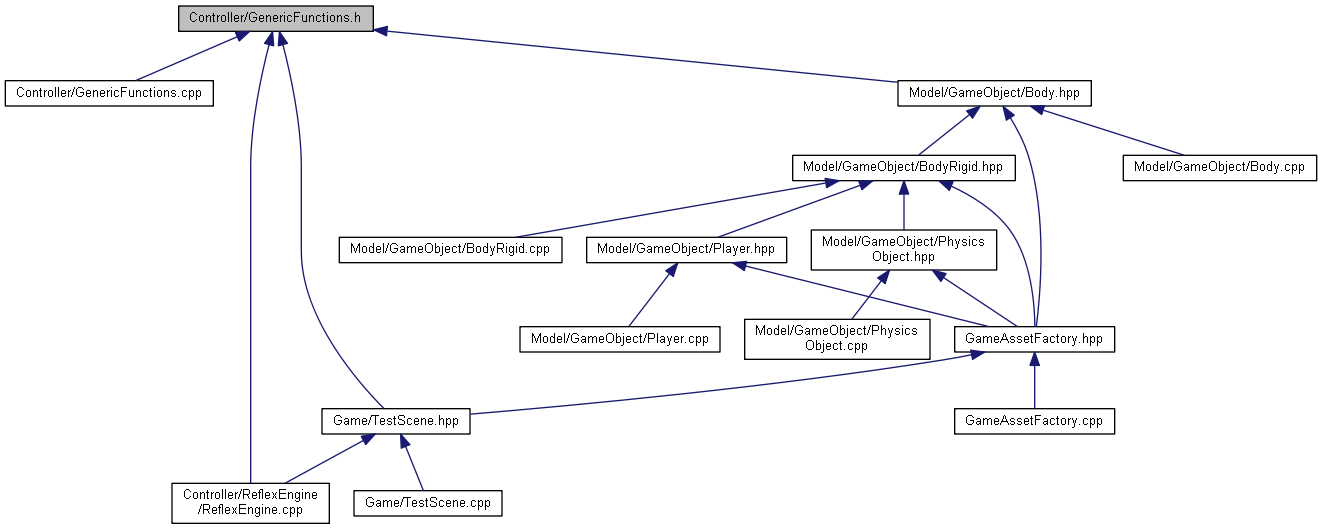 Controller/GenericFunctions.h
Controller/GenericFunctions.cpp
Model/GameObject/Body.hpp
Model/GameObject/BodyRigid.hpp
Model/GameObject/Body.cpp
Model/GameObject/BodyRigid.cpp
Model/GameObject/Player.hpp
Model/GameObject/Physics
Object.hpp
Model/GameObject/Player.cpp
Model/GameObject/Physics
Object.cpp
GameAssetFactory.hpp
Game/TestScene.hpp
GameAssetFactory.cpp
Controller/ReflexEngine
/ReflexEngine.cpp
Game/TestScene.cpp